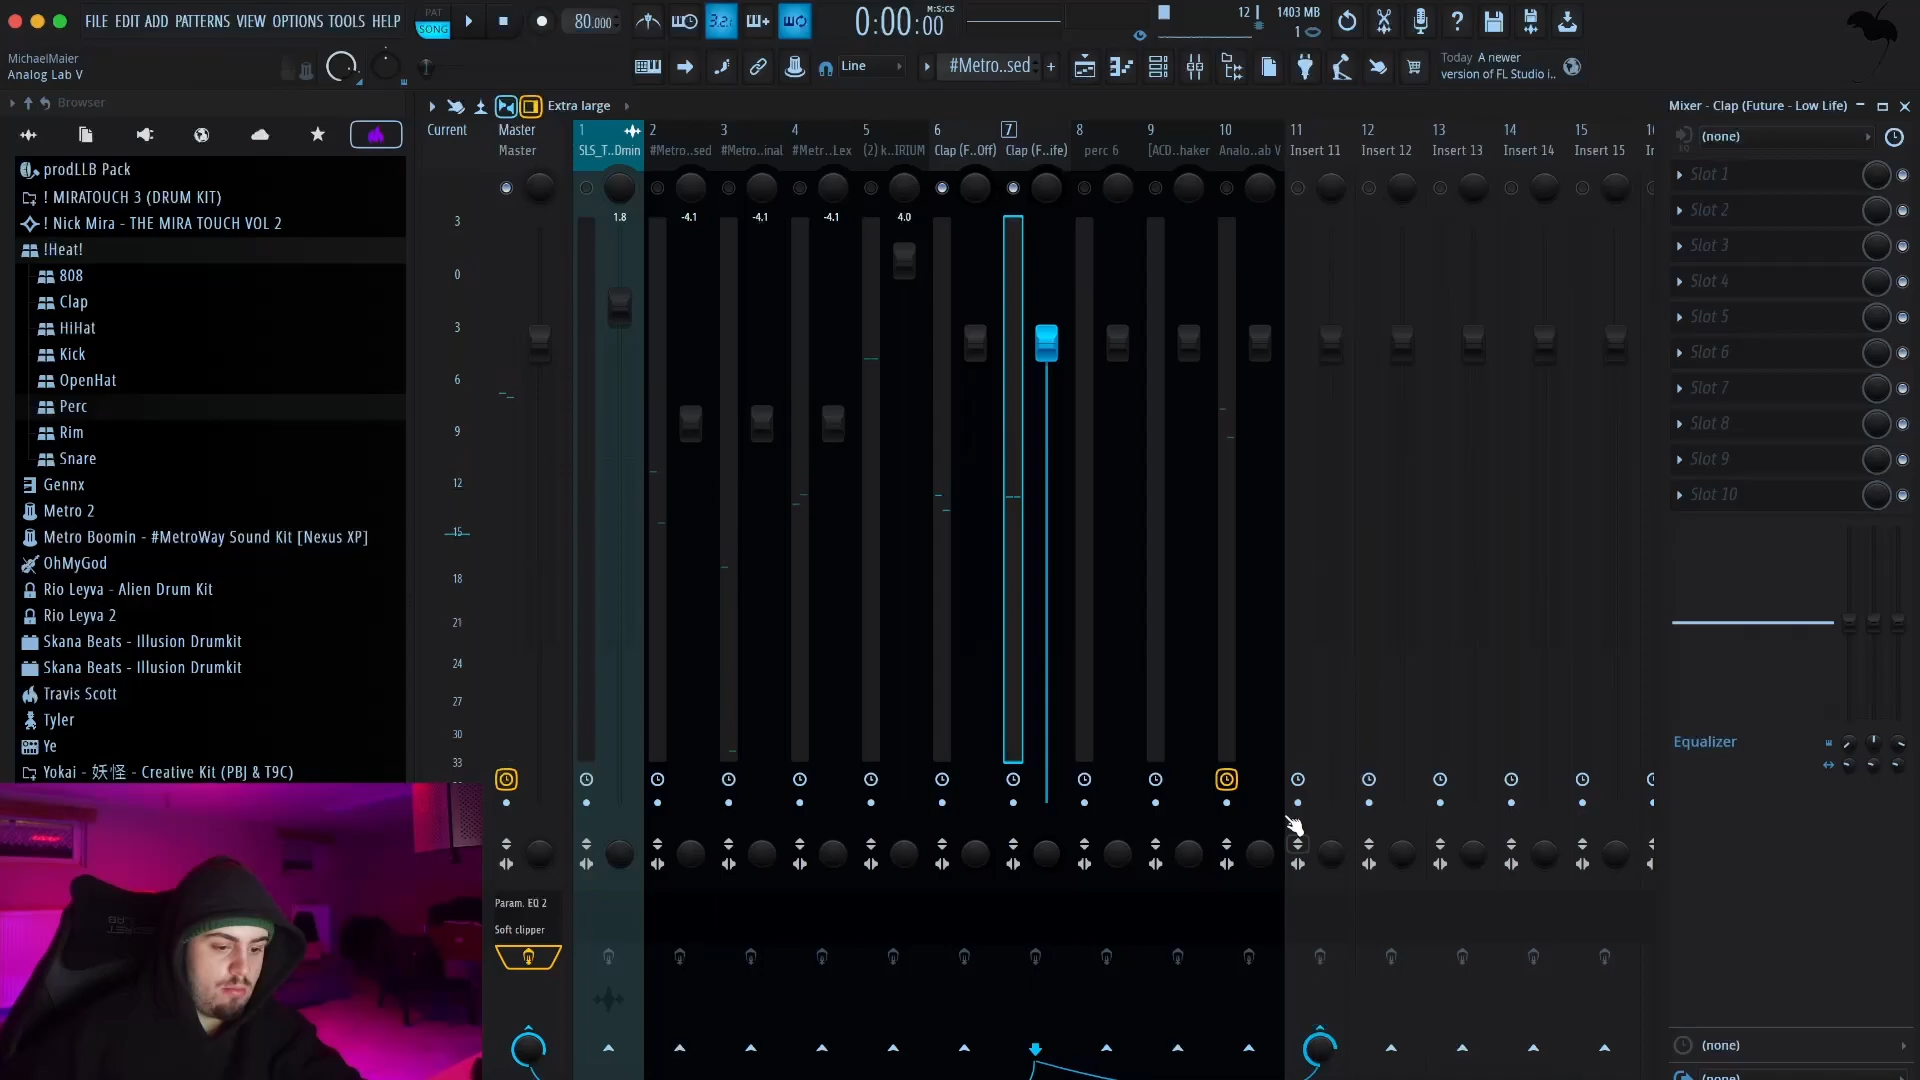 FILE EDIT ADD PATTERNS VIEW OPTIONS TOOLS HELP
PAT
SONG
80.000
3.2:
0:00:00
M:S:CS
12
1403 MB
1
MichaelMaier
Analog Lab V
Line
#Metro..sed
Today A newer
version of FL Studio i..
Browser
Extra large
Mixer - Clap (Future - Low Life)
prodLLB Pack
! MIRATOUCH 3 (DRUM KIT)
! Nick Mira - THE MIRA TOUCH VOL 2
!Heat!
808
Clap
HiHat
Kick
OpenHat
Perc
Rim
Snare
Gennx
Metro 2
Metro Boomin - #MetroWay Sound Kit [Nexus XP]
OhMyGod
Rio Leyva - Alien Drum Kit
Rio Leyva 2
Skana Beats - Illusion Drumkit
Skana Beats - Illusion Drumkit
Travis Scott
Tyler
Ye
Yokai - 妖怪 - Creative Kit (PBJ & T9C)
Current Master 1 2 3 4 5 6 7 8 9 10 11 12 13 14 15
Master SLS_T..Dmin #Metro..sed #Metro..inal #Metr..Lex (2) k..IRIUM Clap (F..Off) Clap (F..ife) perc 6 [ACD..haker Analo..ab V Insert 11 Insert 12 Insert 13 Insert 14 Insert 15
1.8 -4.1 -4.1 -4.1 4.0
3
0
3
6
9
12
15
18
21
24
27
30
33
Param. EQ 2
Soft clipper
(none)
Slot 1
Slot 2
Slot 3
Slot 4
Slot 5
Slot 6
Slot 7
Slot 8
Slot 9
Slot 10
Equalizer
(none)
(none)